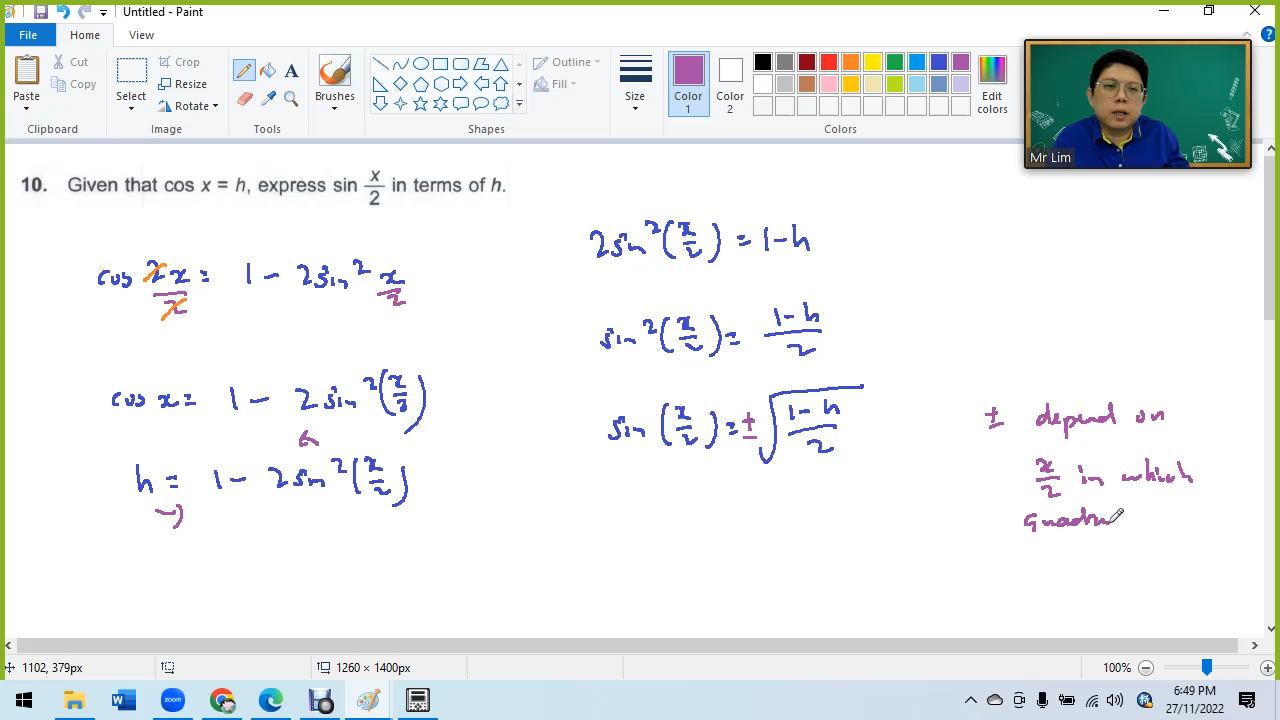 Untitled - Paint
File Home View
Paste Cut Copy Clipboard
Select Crop Resize Rotate Image
Tools
Brushes
Outline Fill Shapes
Size
Color 1 Color 2 Edit colors Colors
Mr Lim
10. Given that cos x = h, express sin x/2 in terms of h.
cos 2x/2 = 1 - 2sin² x/2
cos x = 1 - 2sin²(x/2)
h = 1 - 2sin²(x/2)
2sin²(x/2) = 1-h
sin²(x/2) = (1-h)/2
sin(x/2) = ±√((1-h)/2)
± depend on
x/2 in which
Quadr
1102, 379px
1260 × 1400px
100%
6:49 PM
27/11/2022